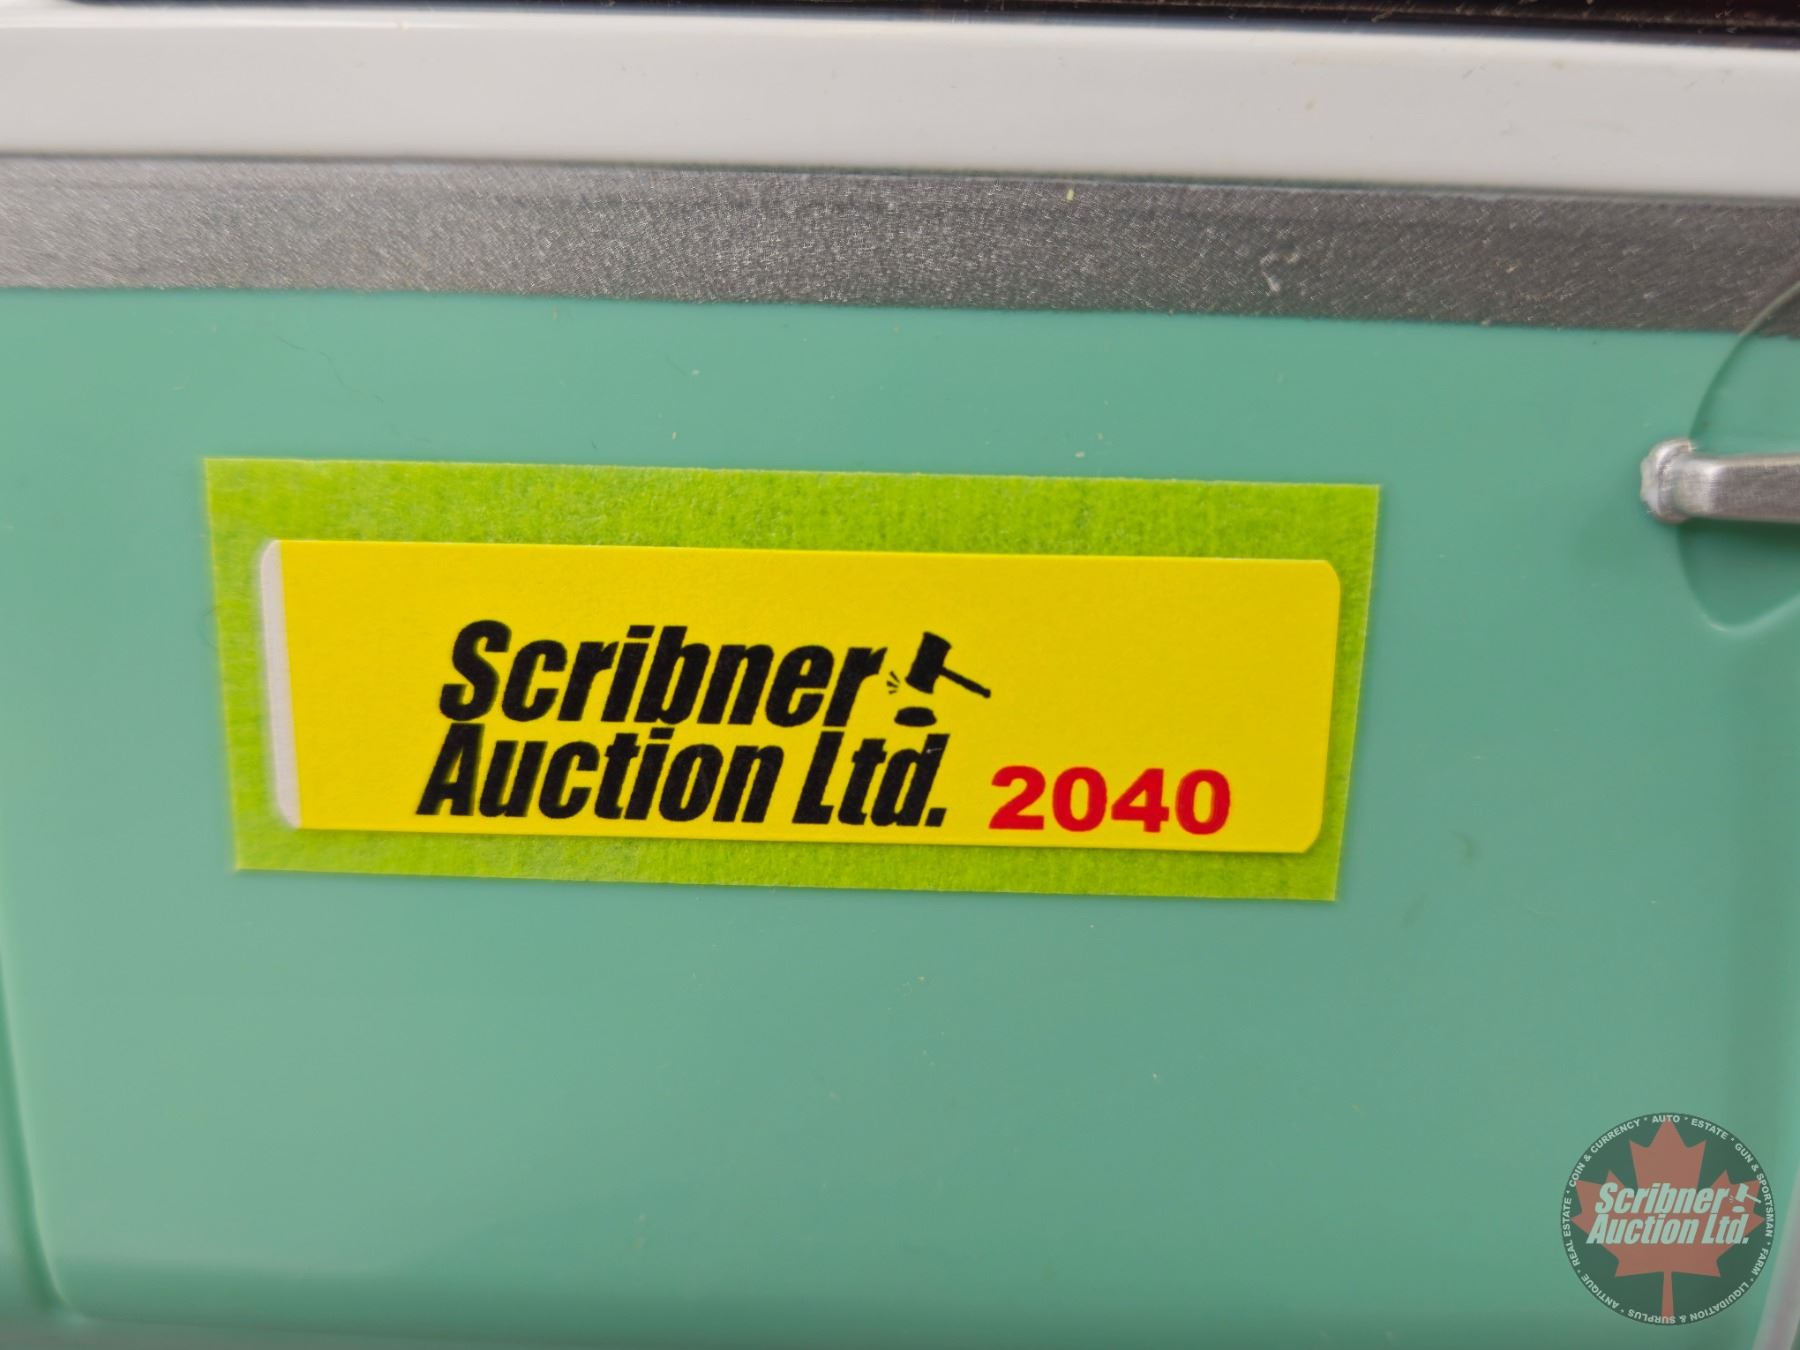 Scribner
Auction Ltd. 2040
COIN & CURRENCY * AUTO * ESTATE * GUN & SPORTSMAN * FARM * LIQUIDATION & SURPLUS * ANTIQUE * REAL ESTATE *
Scribner
Auction Ltd.